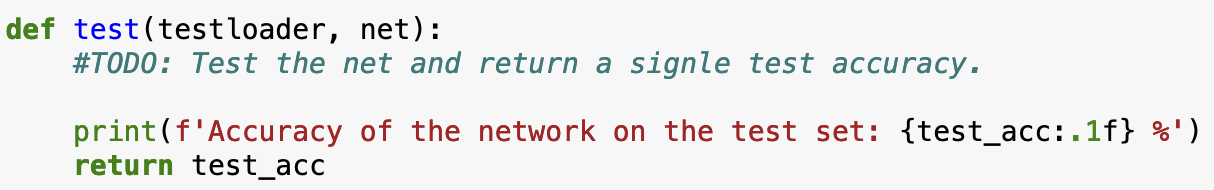 def test(testloader, net):
    #TODO: Test the net and return a signle test accuracy.
    print(f'Accuracy of the network on the test set: {test_acc:.1f} %')
    return test_acc